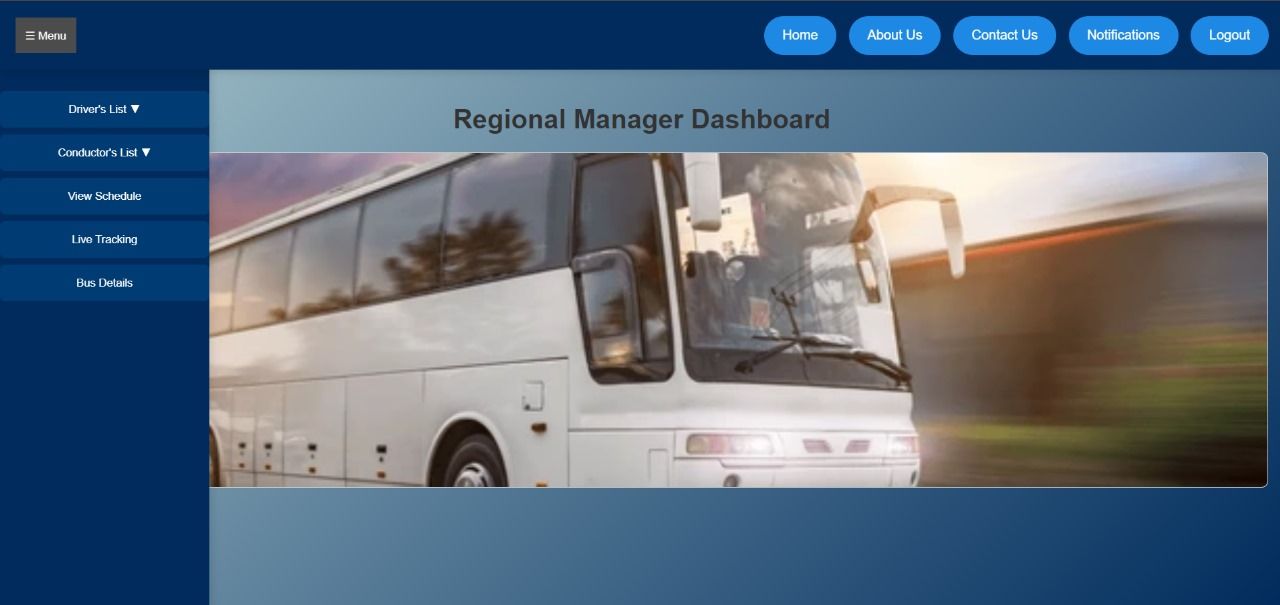 ☰ Menu
Home
About Us
Contact Us
Notifications
Logout
Driver's List ▼
Conductor's List ▼
View Schedule
Live Tracking
Bus Details
Regional Manager Dashboard